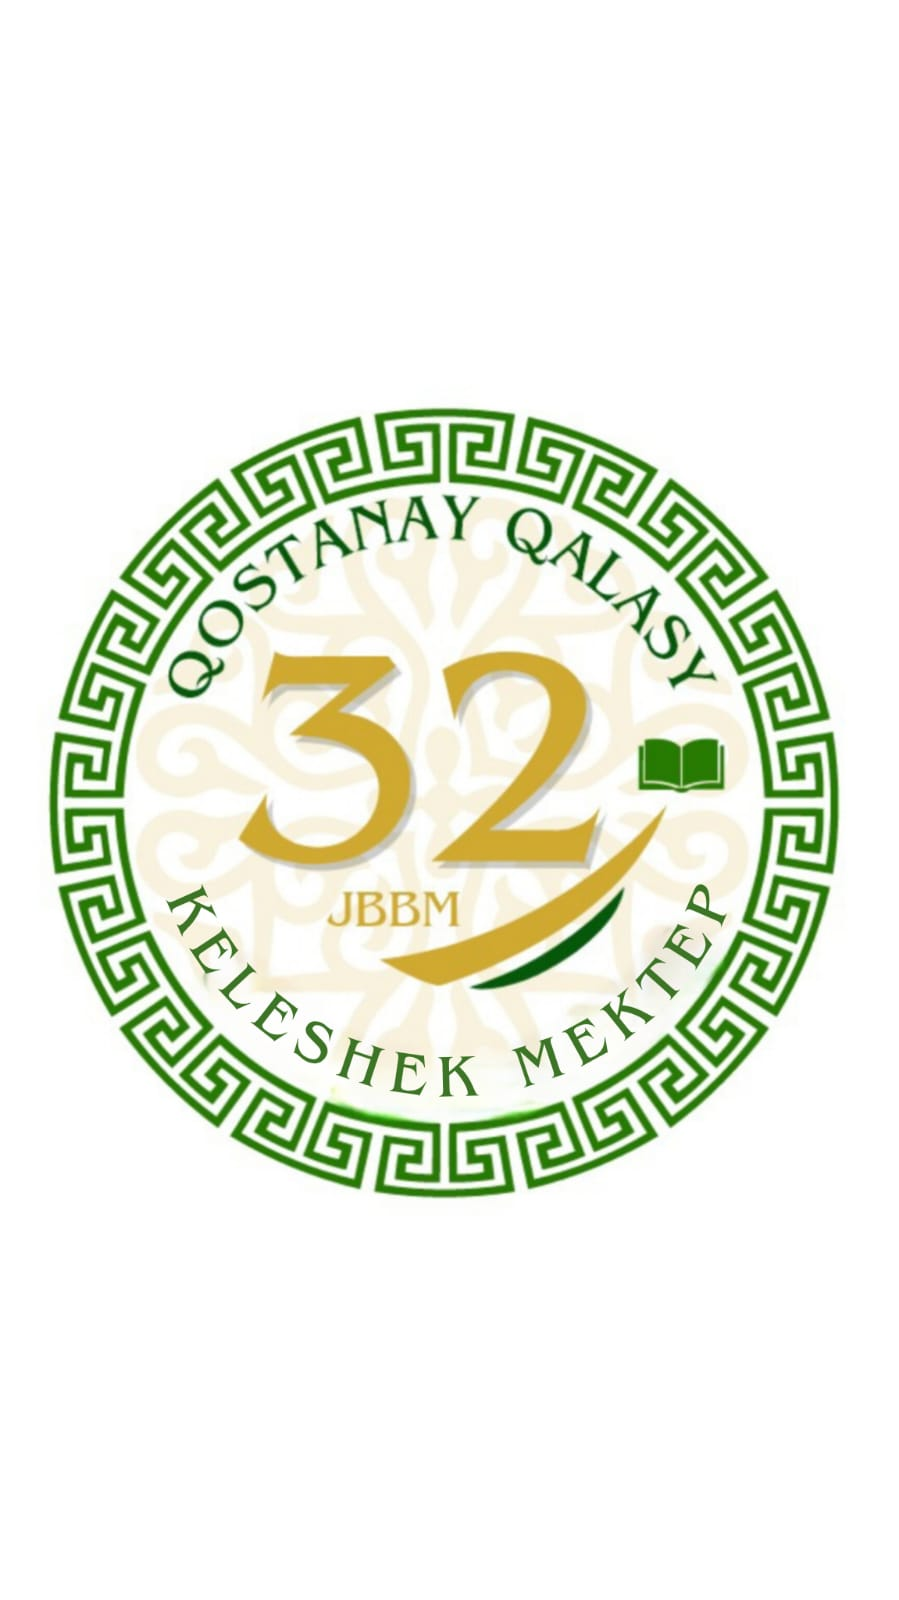 QOSTANAY QALASY
32
JBBM
KELESHEK MEKTEP